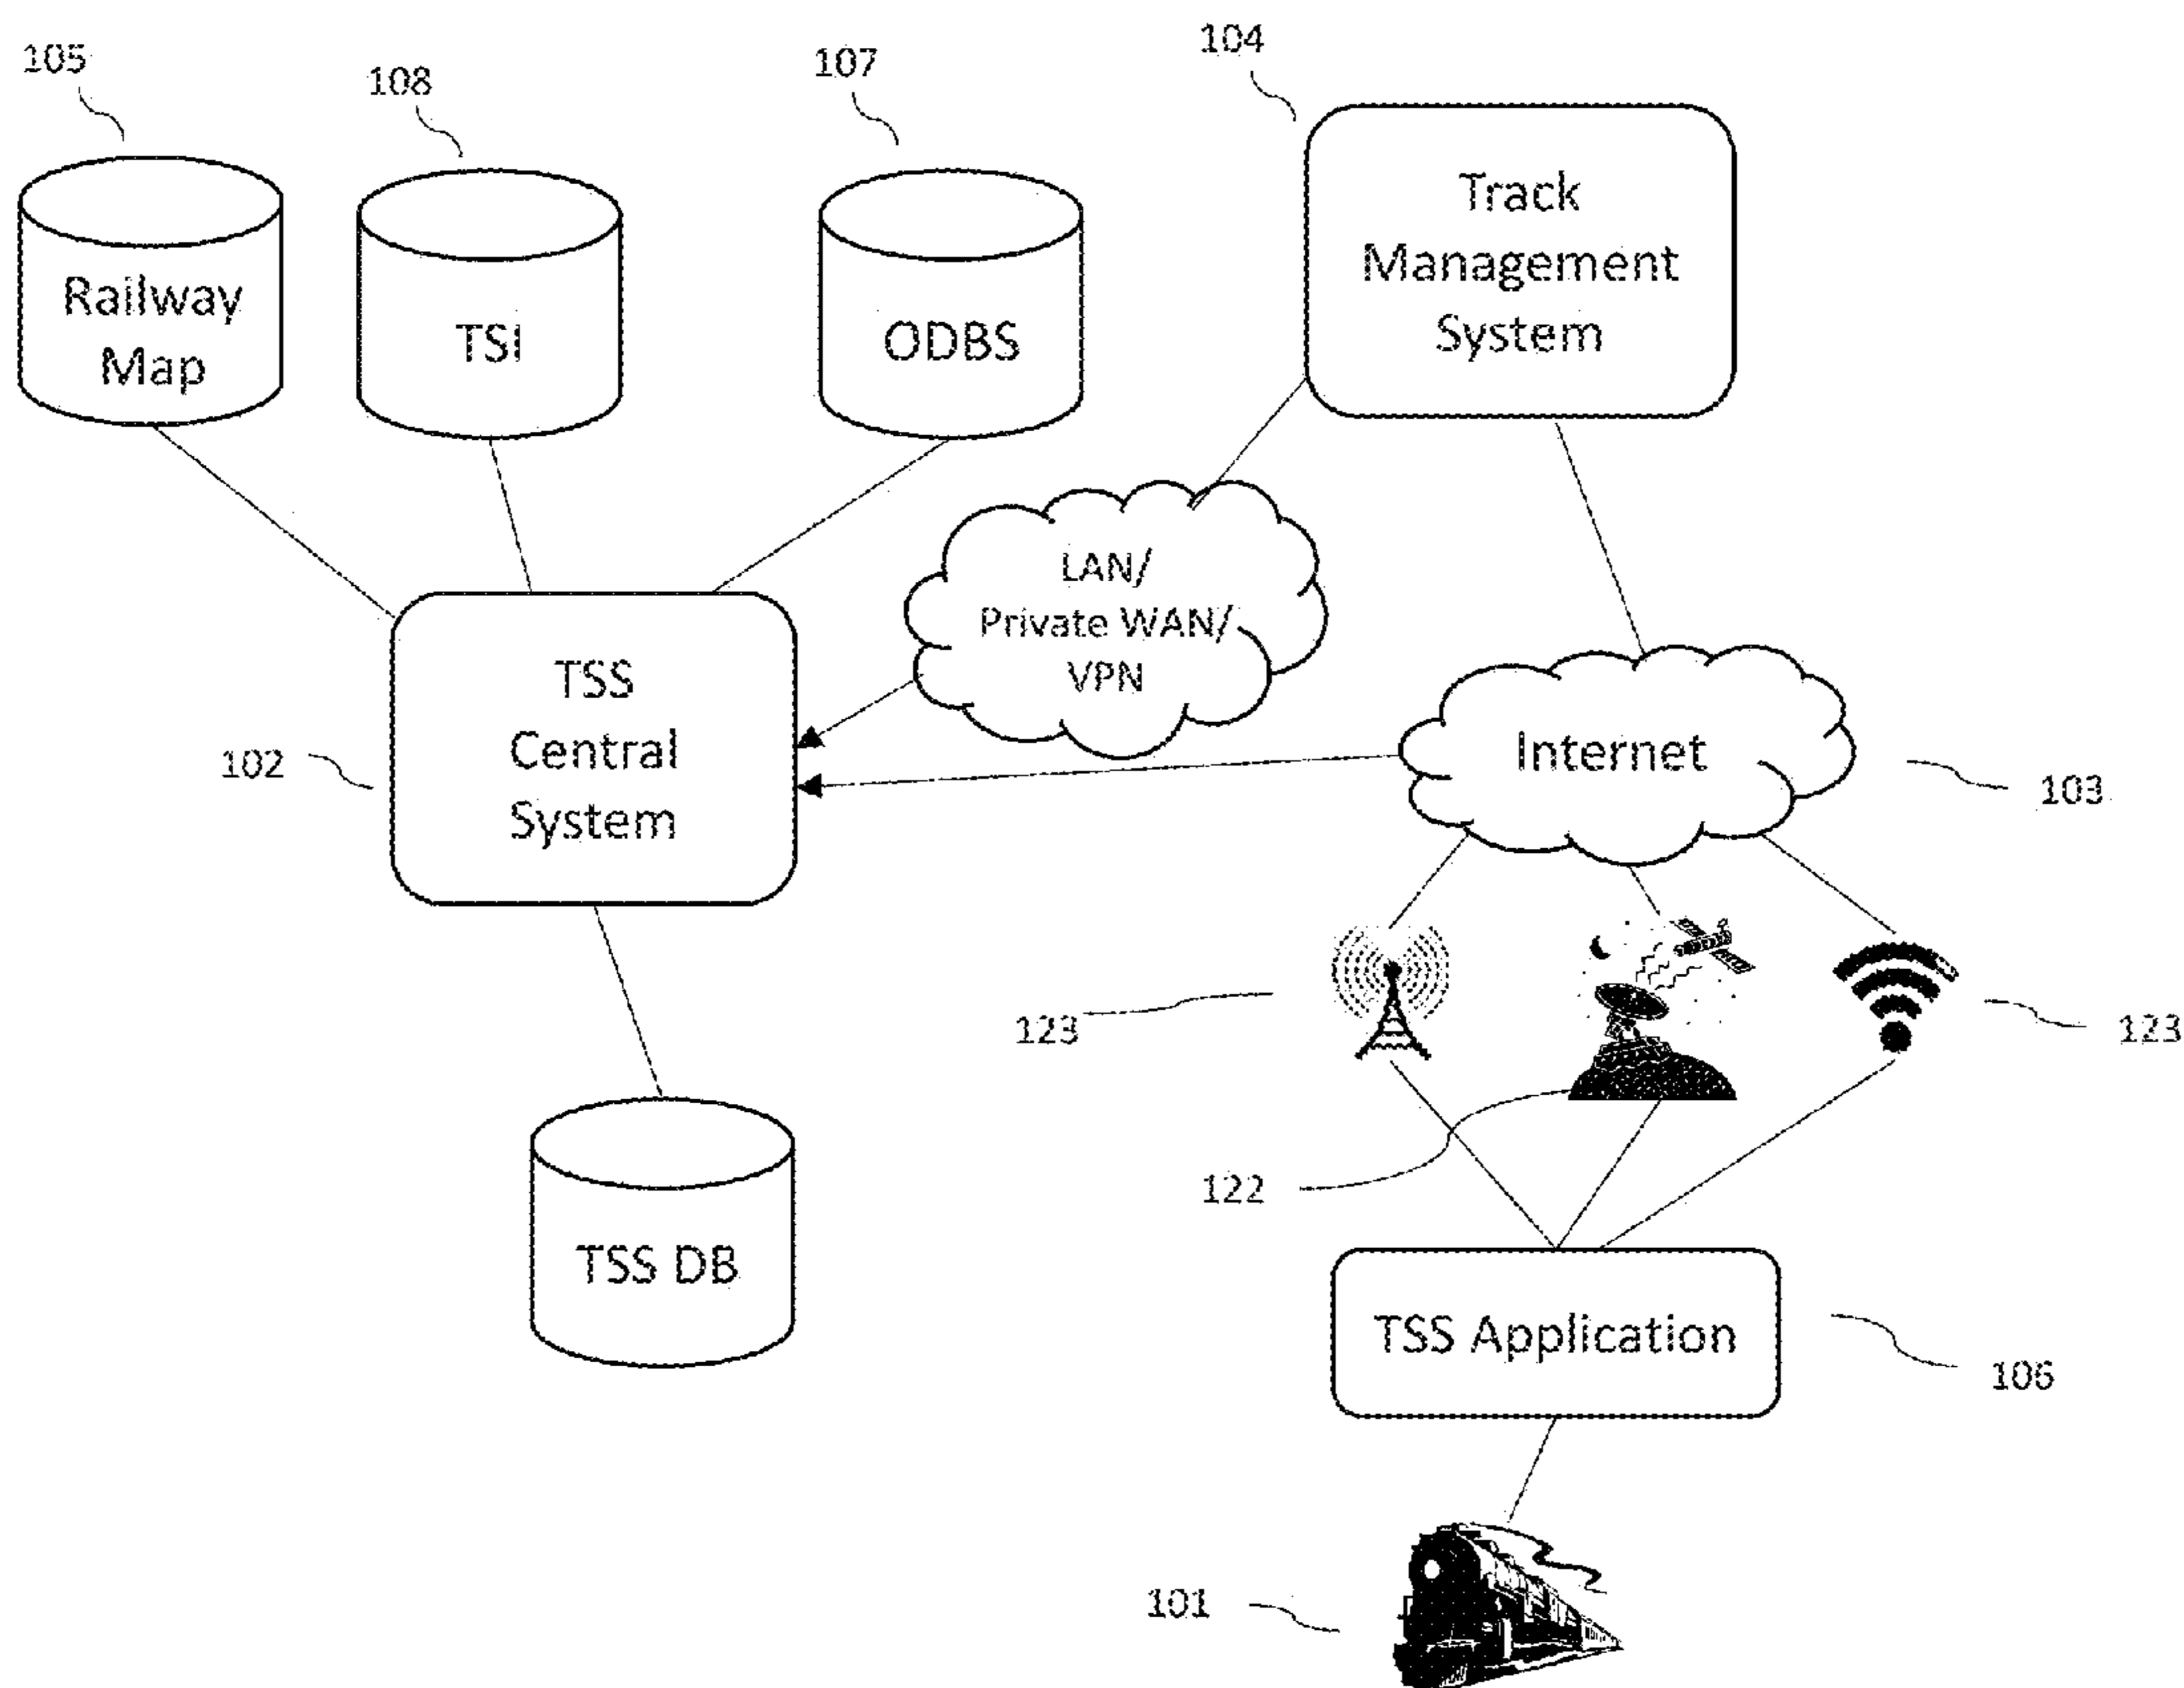 105
108
107
104
Railway
Map
TSI
ODBS
Track
Management
System
LAN/
Private WAN/
VPN
TSS
Central
System
102
Internet
103
123
123
122
TSS DB
TSS Application
106
101